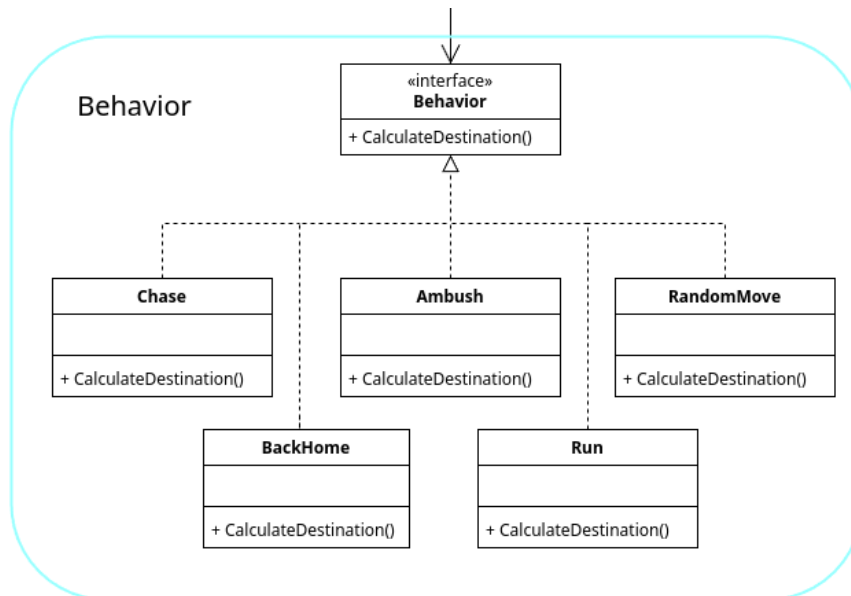 Behavior
«interface»
Behavior
+ CalculateDestination()
Chase
+ CalculateDestination()
Ambush
+ CalculateDestination()
RandomMove
+ CalculateDestination()
BackHome
+ CalculateDestination()
Run
+ CalculateDestination()